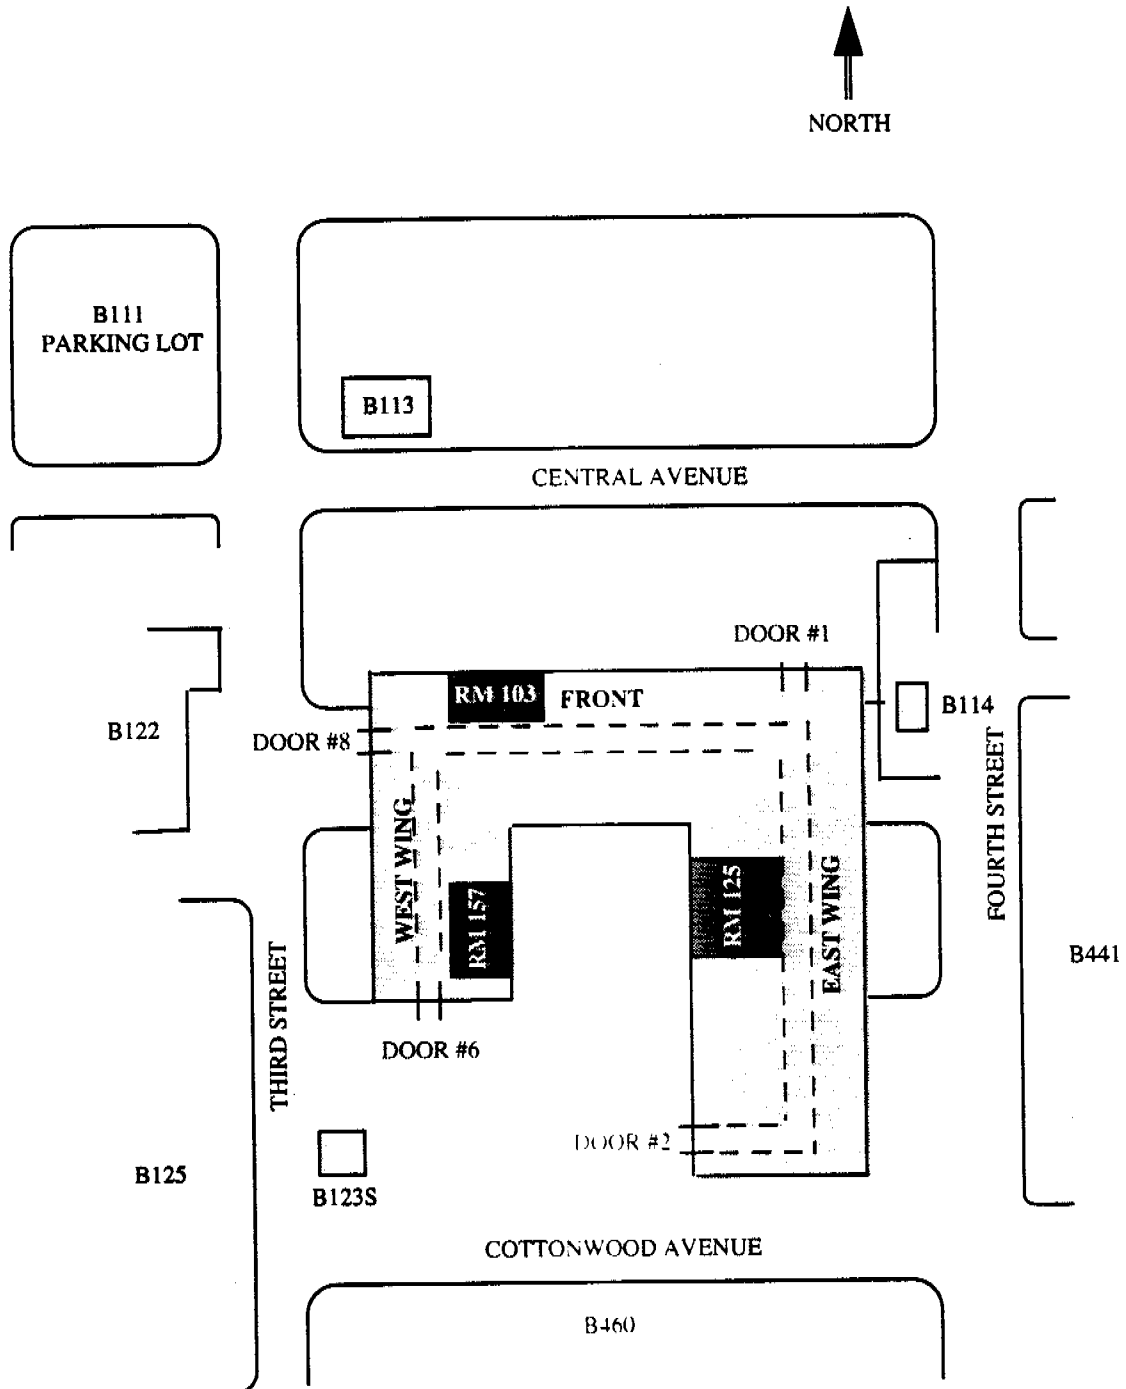 NORTH
B111
PARKING LOT
B113
CENTRAL AVENUE
DOOR #1
RM 103
FRONT
B114
B122
DOOR #8
WEST WING
RM 157
RM 125
EAST WING
FOURTH STREET
B441
THIRD STREET
DOOR #6
DOOR #2
B125
B123S
COTTONWOOD AVENUE
B460